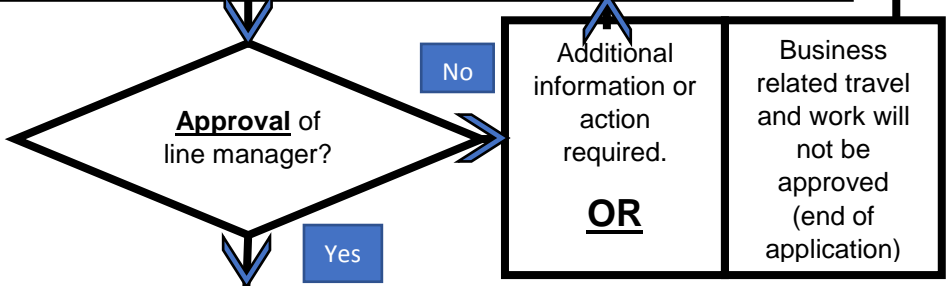 Approval of
line manager?
No
Yes
Additional
information or
action
required.
OR
Business
related travel
and work will
not be
approved
(end of
application)